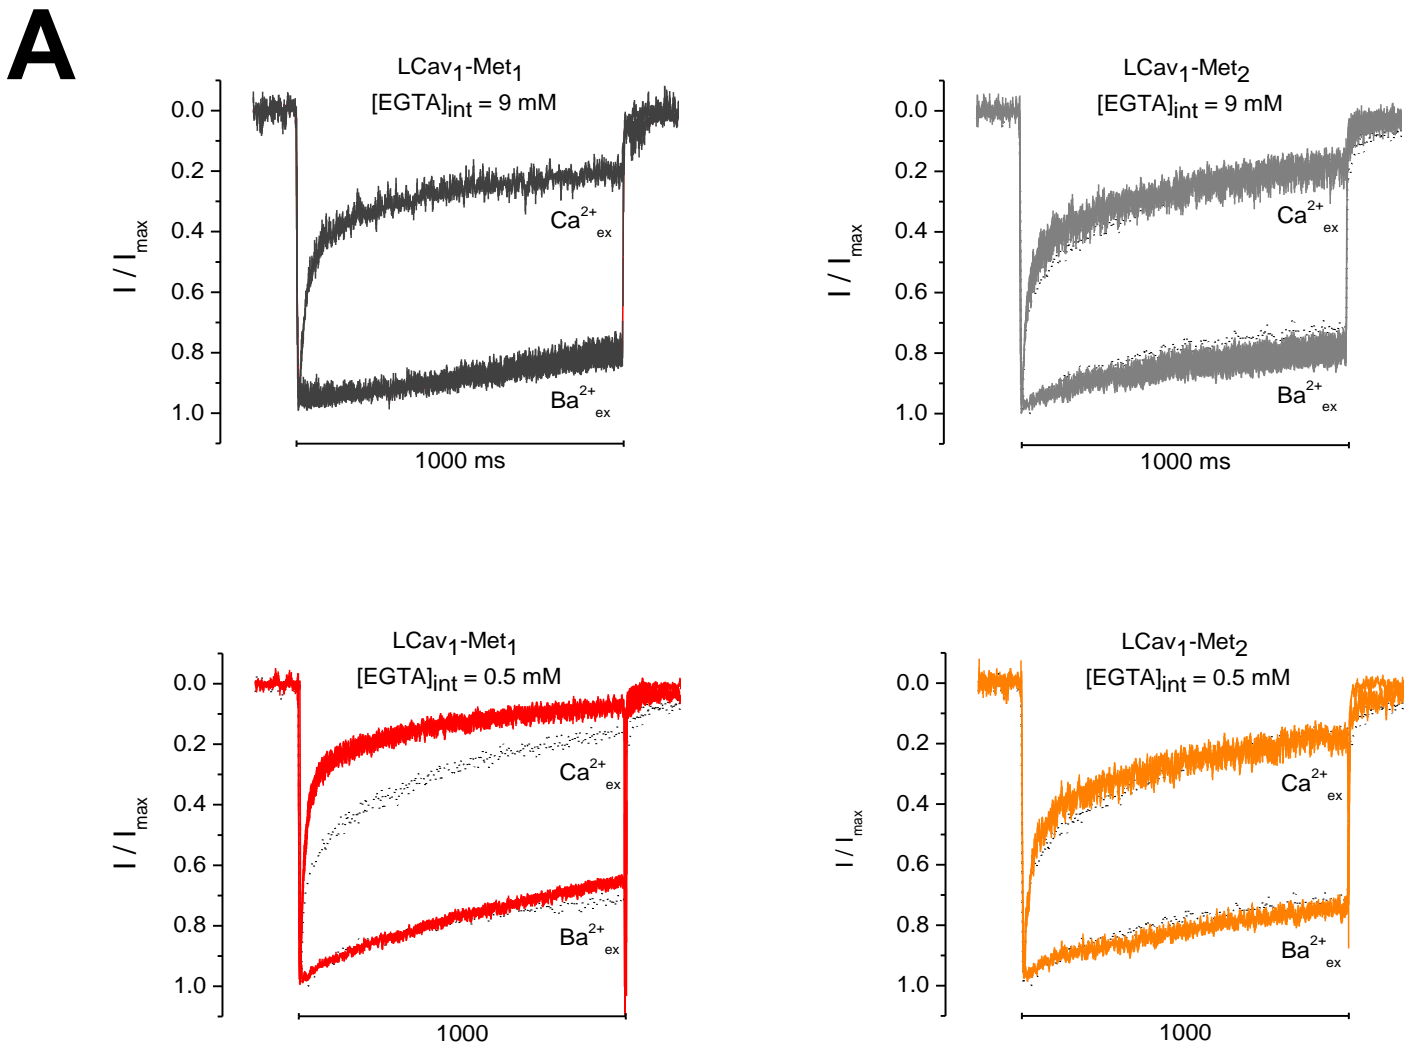 A
LCav1-Met1
[EGTA]int = 9 mM
0.0
0.2
0.4
0.6
0.8
1.0
I / Imax
Ca2+ex
Ba2+ex
1000 ms
LCav1-Met2
[EGTA]int = 9 mM
0.0
0.2
0.4
0.6
0.8
1.0
I / Imax
Ca2+ex
Ba2+ex
1000 ms
LCav1-Met1
[EGTA]int = 0.5 mM
0.0
0.2
0.4
0.6
0.8
1.0
I / Imax
Ca2+ex
Ba2+ex
1000
LCav1-Met2
[EGTA]int = 0.5 mM
0.0
0.2
0.4
0.6
0.8
1.0
I / Imax
Ca2+ex
Ba2+ex
1000